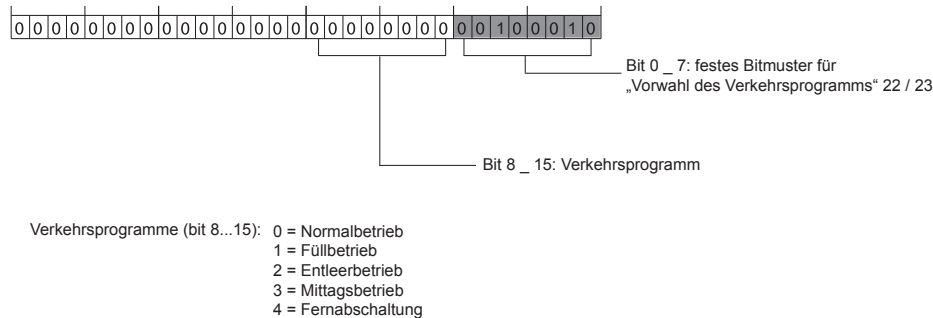 0 0 0 0 0 0 0 0 0 0 0 0 0 0 0 0 0 0 0 0 0 0 0 0 0 0 1 0 0 0 1 0
Bit 0 _ 7: festes Bitmuster für
„Vorwahl des Verkehrsprogramms“ 22 / 23
Bit 8 _ 15: Verkehrsprogramm
Verkehrsprogramme (bit 8...15): 0 = Normalbetrieb
1 = Füllbetrieb
2 = Entleerbetrieb
3 = Mittagsbetrieb
4 = Fernabschaltung